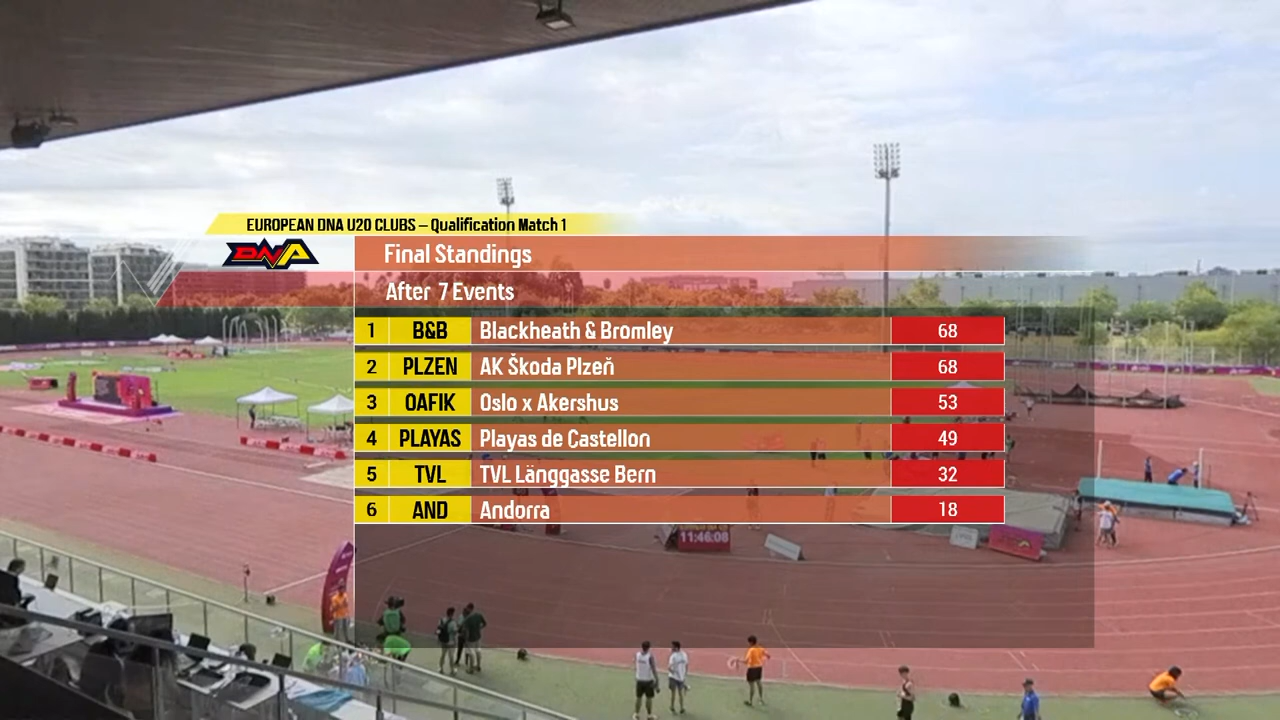 EUROPEAN DNA U20 CLUBS – Qualification Match 1
DNA
Final Standings
After 7 Events
1 B&B Blackheath & Bromley 68
2 PLZEN AK Škoda Plzeň 68
3 OAFIK Oslo x Akershus 53
4 PLAYAS Playas de Castellon 49
5 TVL TVL Länggasse Bern 32
6 AND Andorra 18
11:46:08